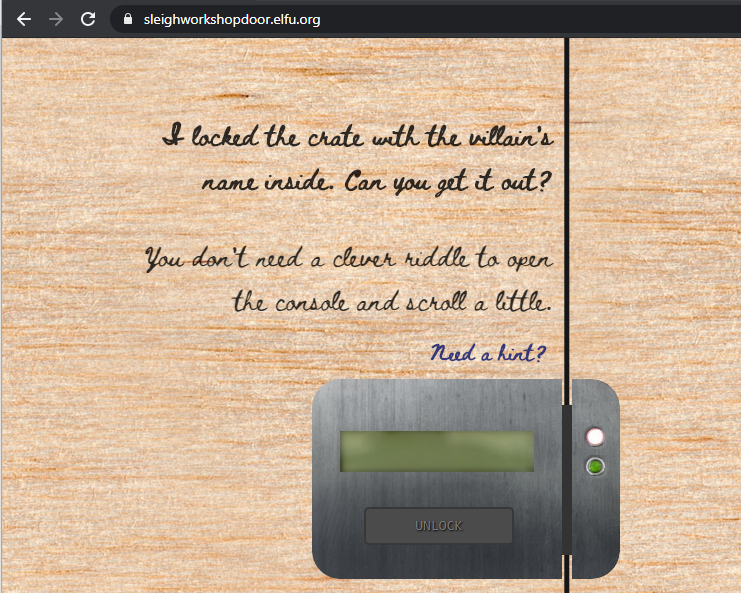 sleighworkshopdoor.elfu.org
I locked the crate with the villain's
name inside. Can you get it out?
You don't need a clever riddle to open
the console and scroll a little.
Need a hint?
UNLOCK